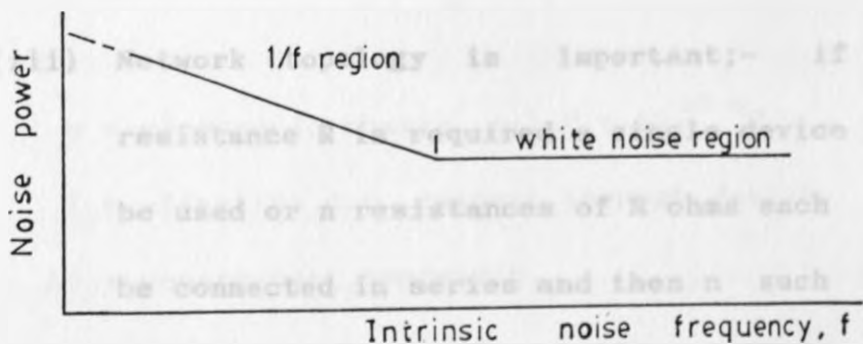 iii) Network topology is important;- if
1/f region
resistance R is required a single device
white noise region
be used or n resistances of R ohms each
be connected in series and then n such
Noise power
Intrinsic noise frequency, f